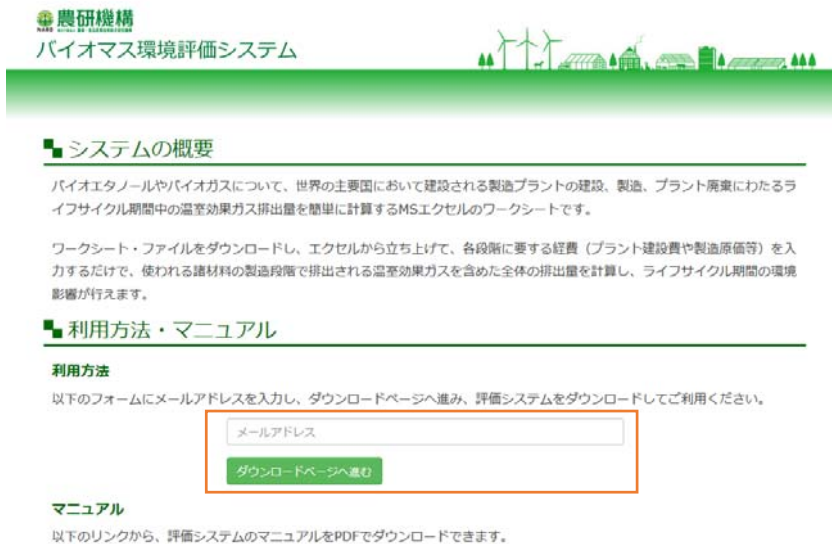 農研機構
NARO
バイオマス環境評価システム
システムの概要
バイオエタノールやバイオガスについて、世界の主要国において建設される製造プラントの建設、製造、プラント廃棄にわたるラ
イフサイクル期間中の温室効果ガス排出量を簡単に計算するMSエクセルのワークシートです。
ワークシート・ファイルをダウンロードし、エクセルから立ち上げて、各段階に要する経費（プラント建設費や製造原価等）を入
力するだけで、使われる諸材料の製造段階で排出される温室効果ガスを含めた全体の排出量を計算し、ライフサイクル期間の環境
影響が行えます。
利用方法・マニュアル
利用方法
以下のフォームにメールアドレスを入力し、ダウンロードページへ進み、評価システムをダウンロードしてご利用ください。
メールアドレス
ダウンロードページへ進む
マニュアル
以下のリンクから、評価システムのマニュアルをPDFでダウンロードできます。